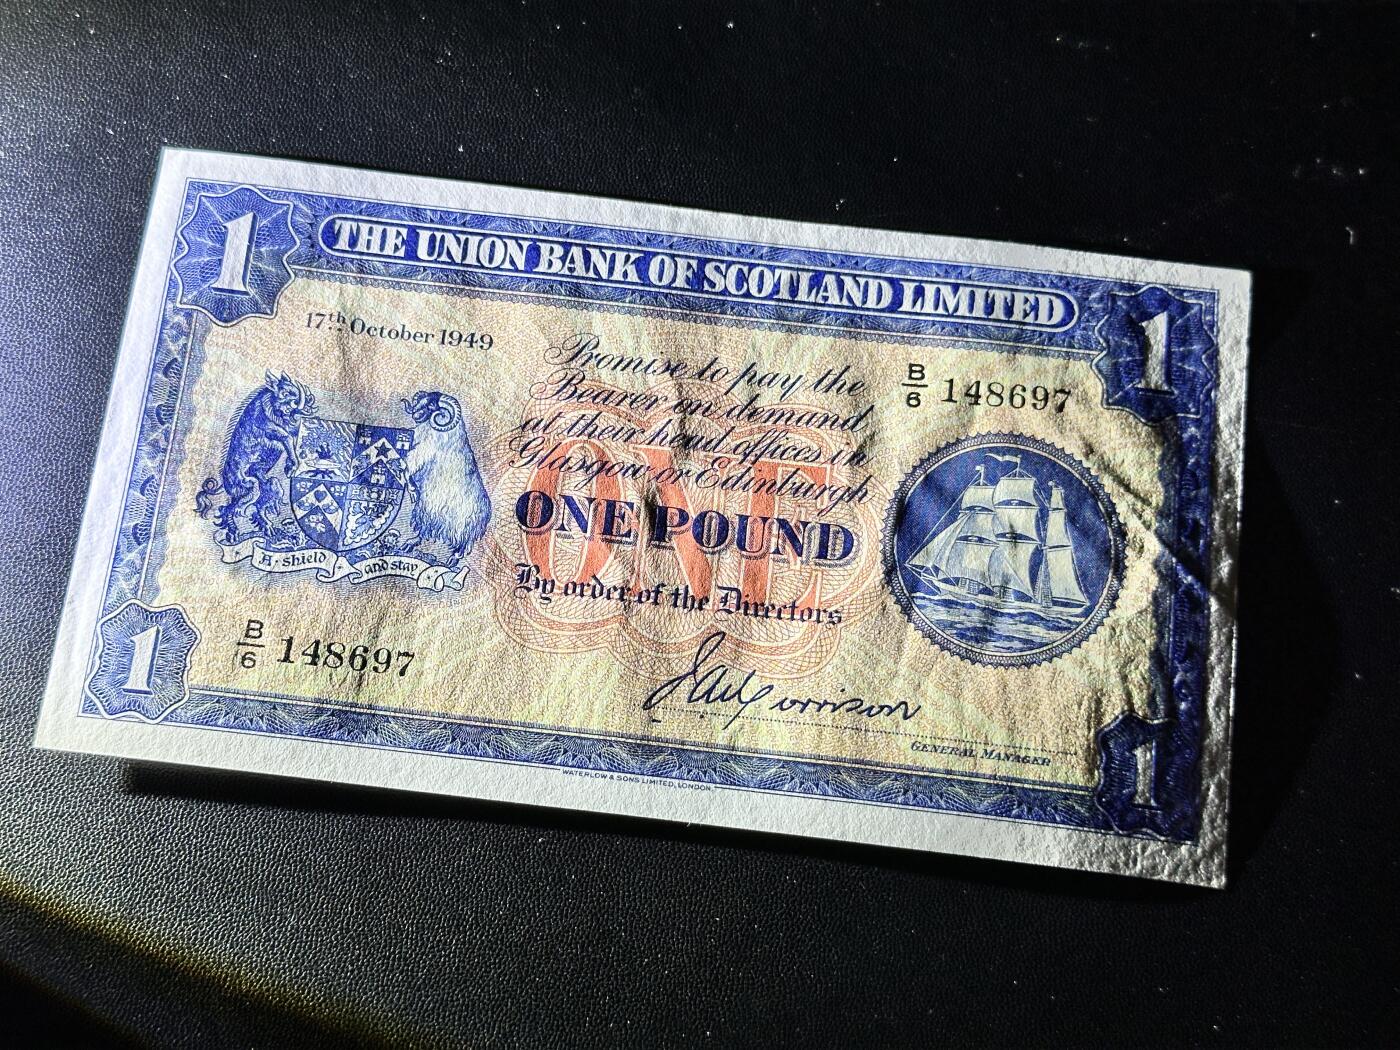 1
THE UNION BANK OF SCOTLAND LIMITED
1
17th October 1949
Promise to pay the
Bearer on demand
at their head offices in
Glasgow or Edinburgh
ONE
ONE POUND
By order of the Directors
B/6 148697
A shield and stay
B/6 148697
J A Morrison
GENERAL MANAGER
1
1
WATERLOW & SONS LIMITED, LONDON.